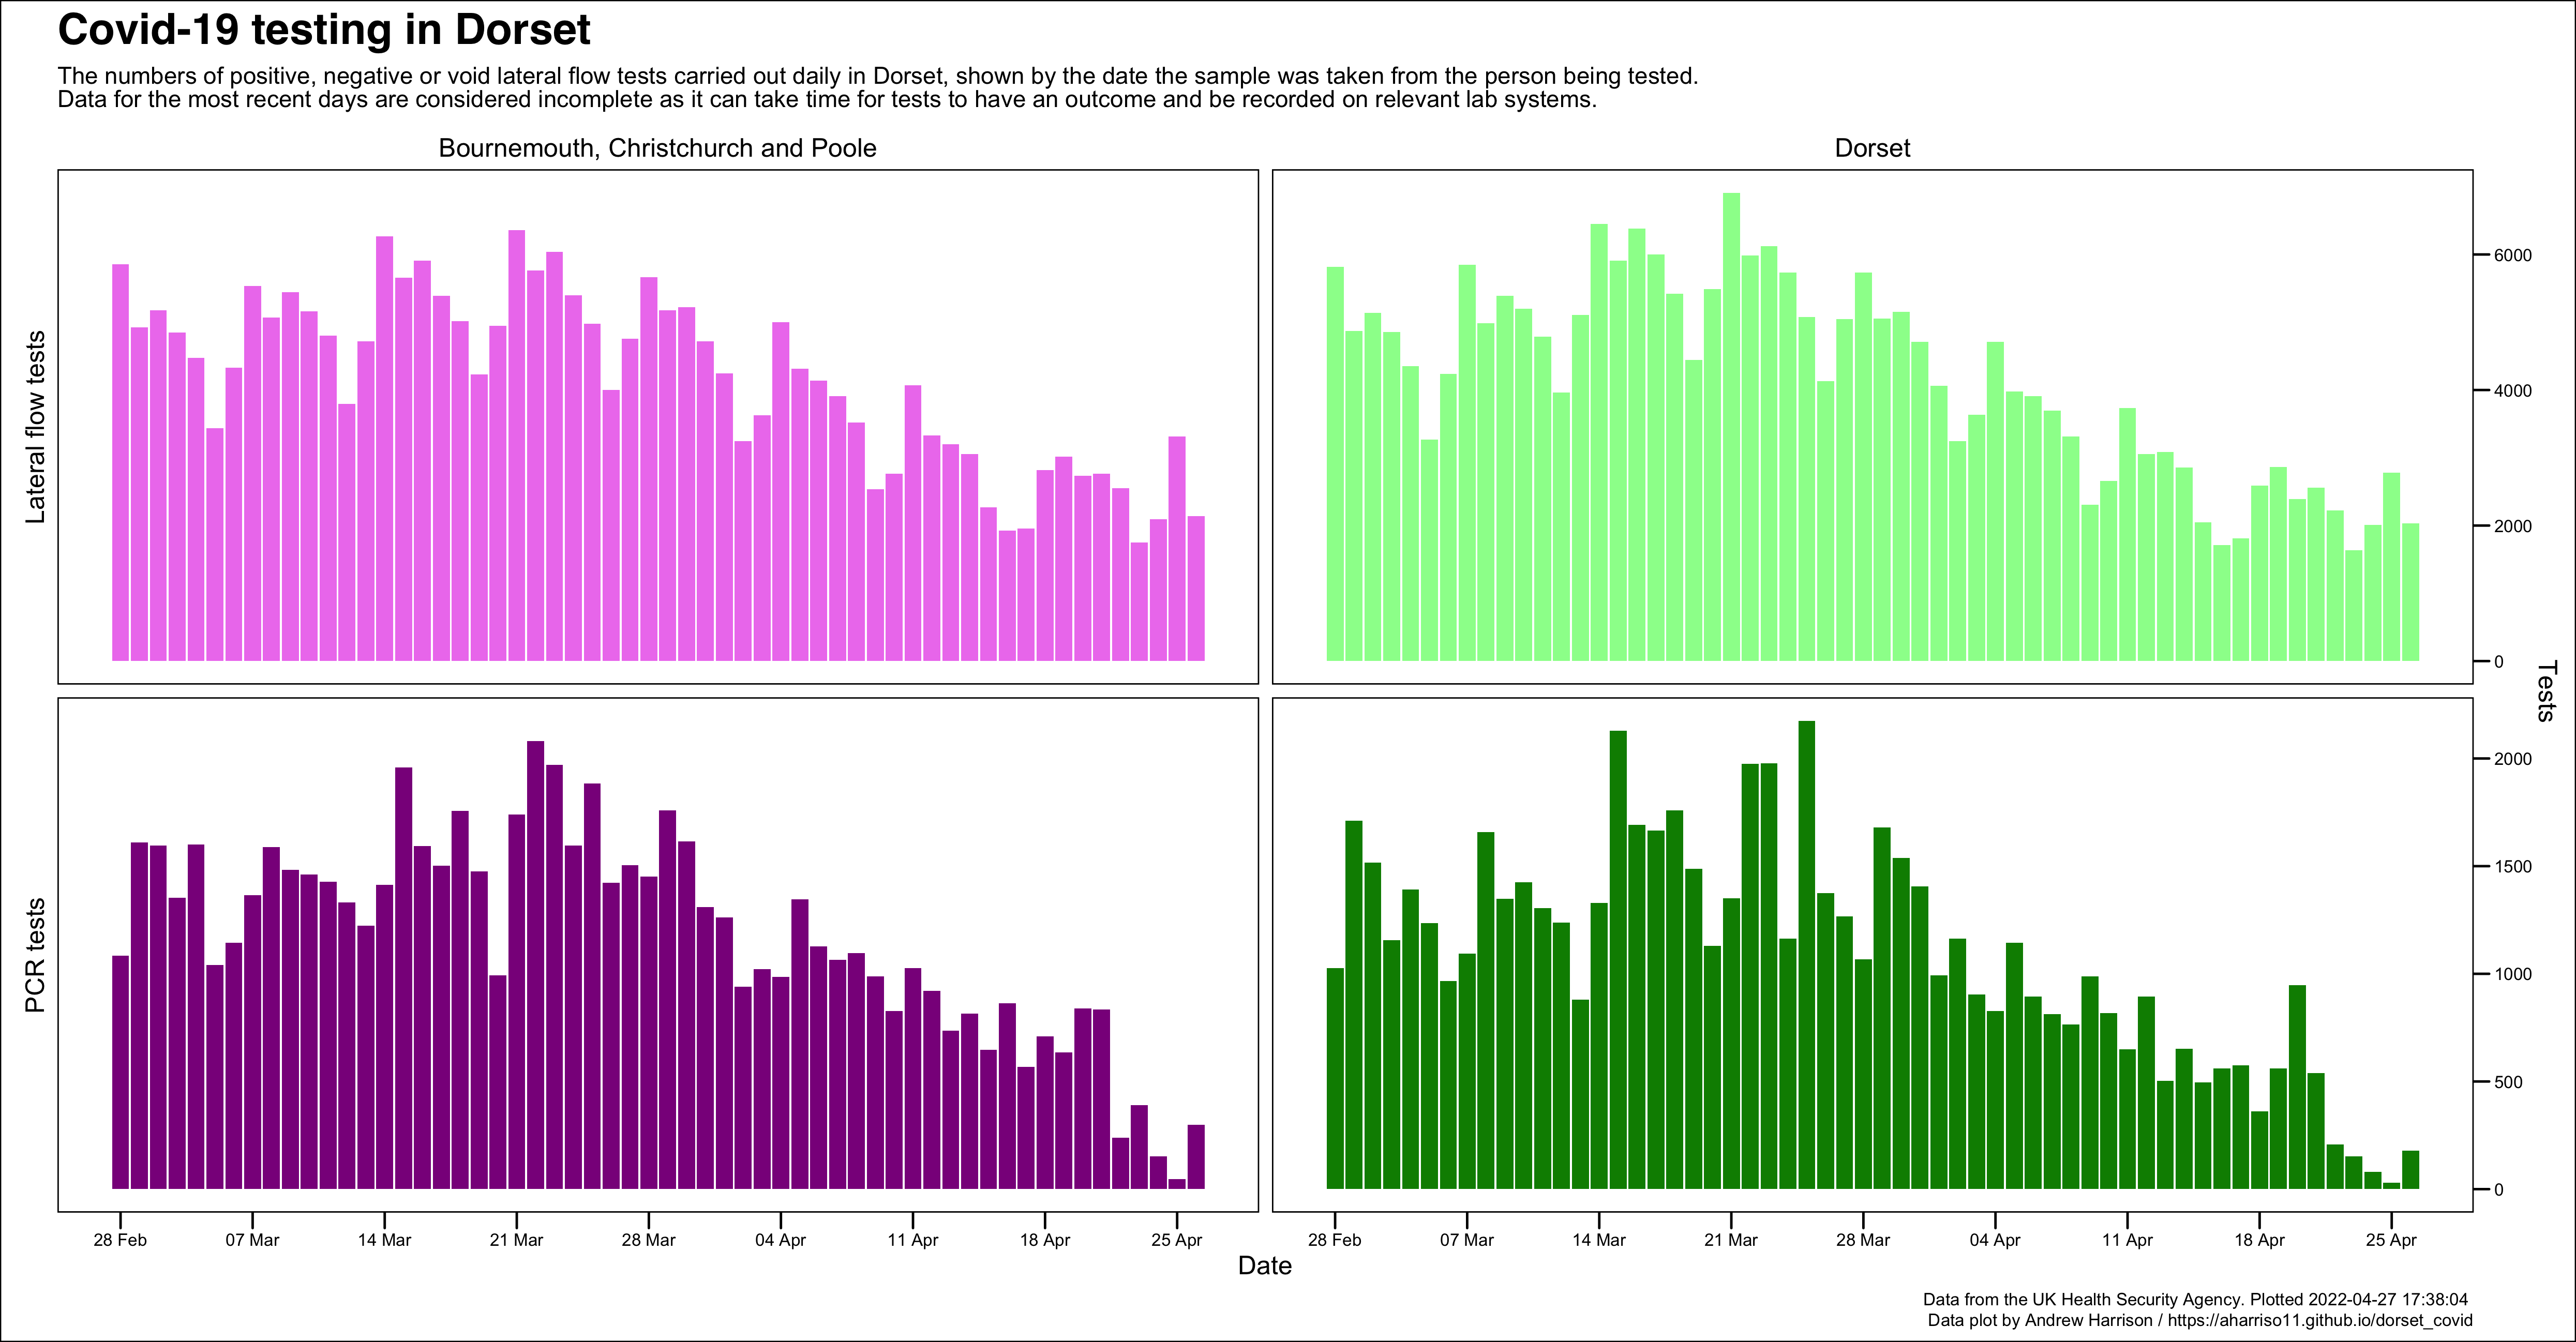 Covid-19 testing in Dorset
The numbers of positive, negative or void lateral flow tests carried out daily in Dorset, shown by the date the sample was taken from the person being tested.
Data for the most recent days are considered incomplete as it can take time for tests to have an outcome and be recorded on relevant lab systems.
Bournemouth, Christchurch and Poole
Dorset
Lateral flow tests
6000
4000
2000
0
Tests
PCR tests
2000
1500
1000
500
0
28 Feb 07 Mar 14 Mar 21 Mar 28 Mar 04 Apr 11 Apr 18 Apr 25 Apr
28 Feb 07 Mar 14 Mar 21 Mar 28 Mar 04 Apr 11 Apr 18 Apr 25 Apr
Date
Data from the UK Health Security Agency. Plotted 2022-04-27 17:38:04
Data plot by Andrew Harrison / https://aharriso11.github.io/dorset_covid